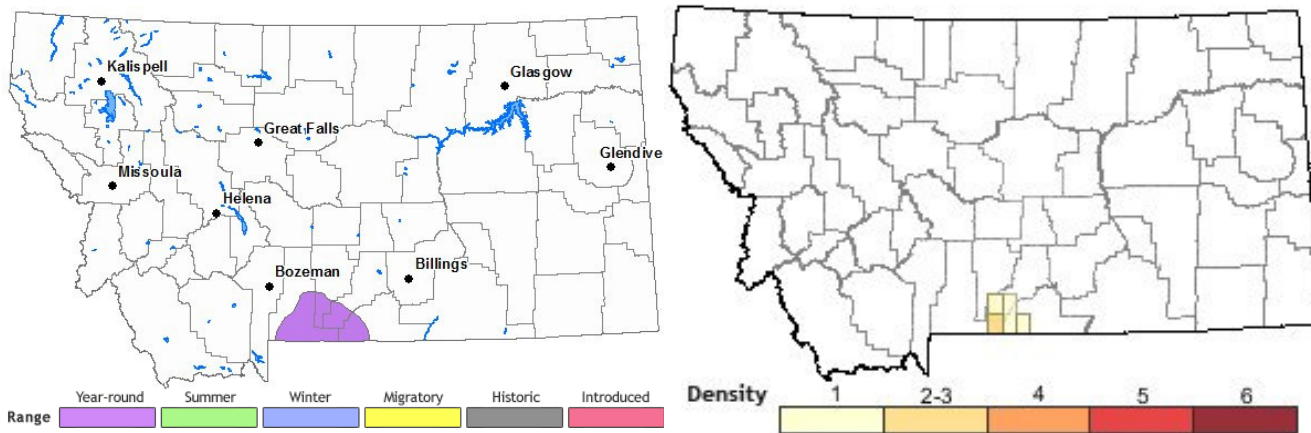 Kalispell
Glasgow
Great Falls
Glendive
Missoula
Helena
Bozeman
Billings
Range Year-round Summer Winter Migratory Historic Introduced
Density 1 2-3 4 5 6